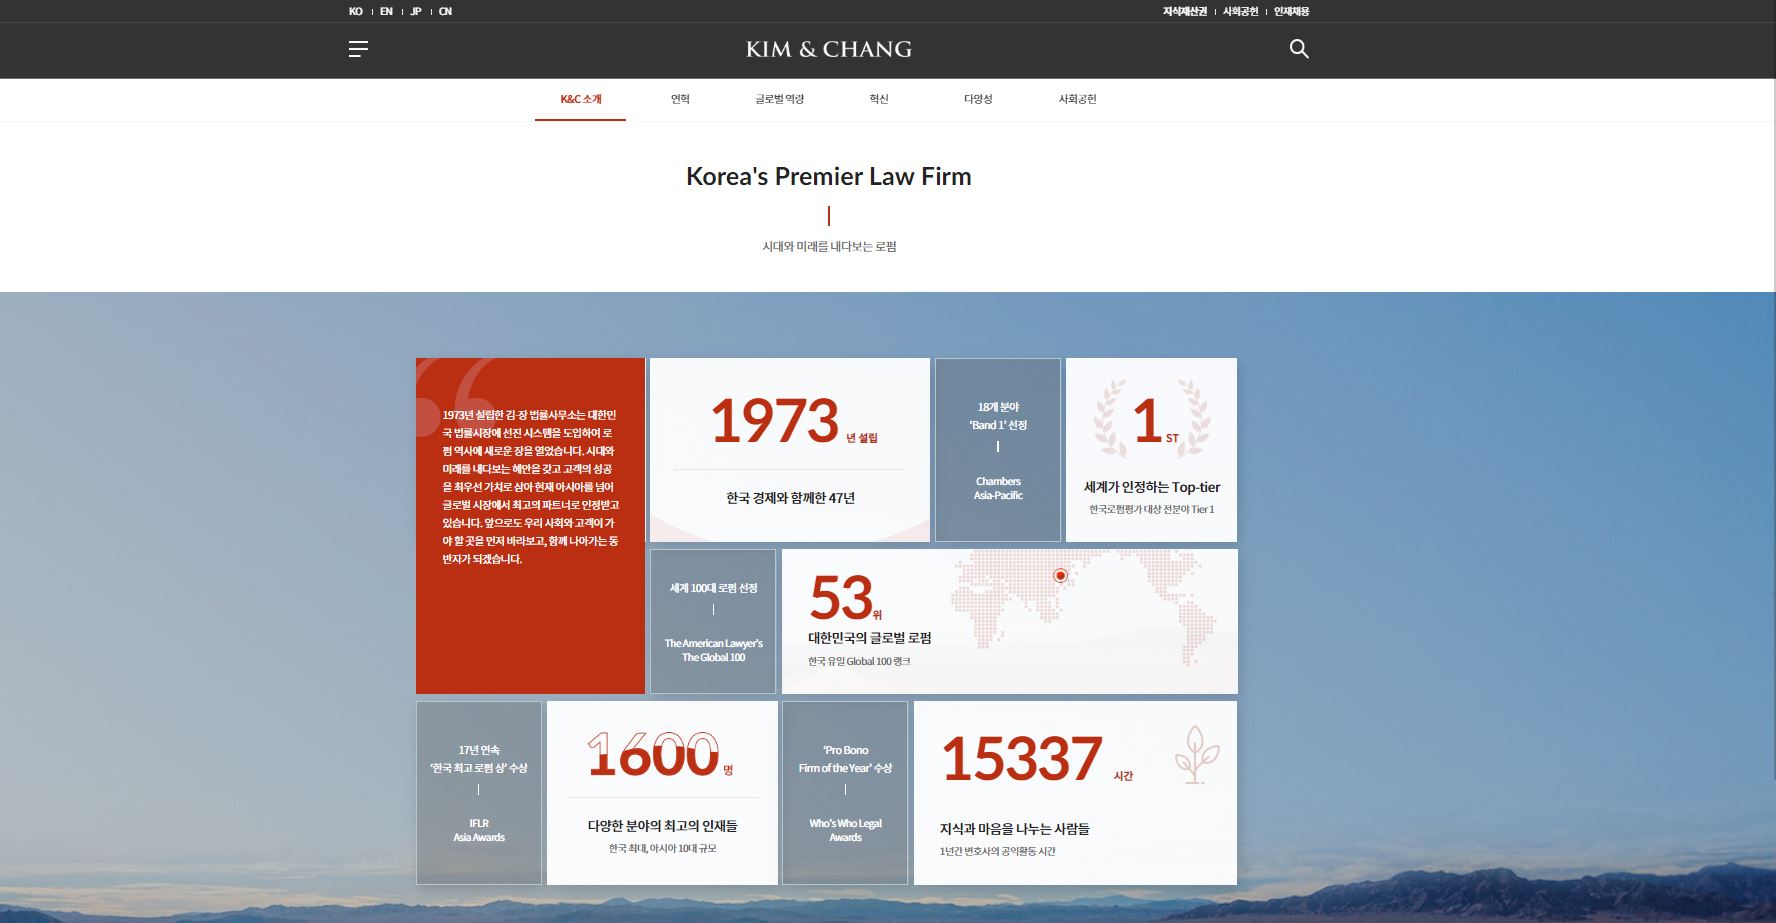 KO EN JP CN
지식재산권 사회공헌 인재채용
KIM & CHANG
K&C 소개 연혁 글로벌 역량 혁신 다양성 사회공헌
Korea's Premier Law Firm
시대와 미래를 내다보는 로펌
1973년 설립한 김·장 법률사무소는 대한민
국 법률시장에 선진 시스템을 도입하여 로
펌 역사에 새로운 장을 열었습니다. 시대와
미래를 내다보는 혜안을 갖고 고객의 성공
을 최우선 가치로 삼아 현재 아시아를 넘어
글로벌 시장에서 최고의 파트너로 인정받고
있습니다. 앞으로도 우리 사회와 고객이 가
야 할 곳을 먼저 바라보고, 함께 나아가는 동
반자가 되겠습니다.
1973 년 설립
한국 경제와 함께한 47년
18개 분야
‘Band 1’ 선정
Chambers
Asia-Pacific
1 ST
세계가 인정하는 Top-tier
한국로펌평가 대상 전분야 Tier 1
세계 100대 로펌 선정
The American Lawyer's
The Global 100
53 위
대한민국의 글로벌 로펌
한국 유일 Global 100 랭크
17년 연속
‘한국 최고 로펌 상’ 수상
IFLR
Asia Awards
1600 명
다양한 분야의 최고의 인재들
한국 최대, 아시아 10대 규모
‘Pro Bono
Firm of the Year’ 수상
Who's Who Legal
Awards
15337 시간
지식과 마음을 나누는 사람들
1년간 변호사의 공익활동 시간